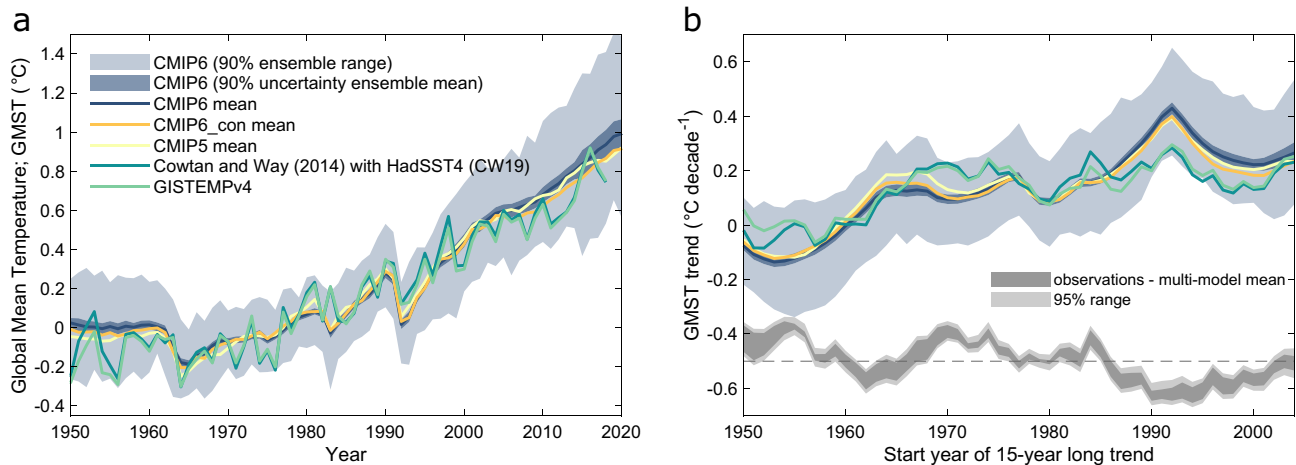 a
Global Mean Temperature; GMST (°C)
1.4
1.2
1
0.8
0.6
0.4
0.2
0
-0.2
-0.4
CMIP6 (90% ensemble range)
CMIP6 (90% uncertainty ensemble mean)
CMIP6 mean
CMIP6_con mean
CMIP5 mean
Cowtan and Way (2014) with HadSST4 (CW19)
GISTEMPv4
1950 1960 1970 1980 1990 2000 2010 2020
Year
b
GMST trend (°C decade⁻¹)
0.6
0.4
0.2
0
-0.2
-0.4
-0.6
observations - multi-model mean
95% range
1950 1960 1970 1980 1990 2000
Start year of 15-year long trend